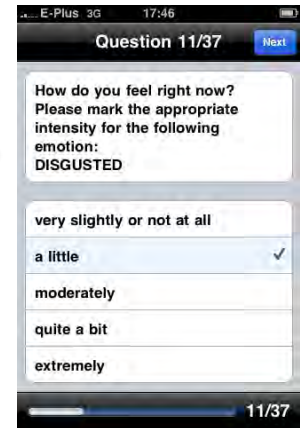 E-Plus 3G 17:46
Question 11/37 Next
How do you feel right now?
Please mark the appropriate
intensity for the following
emotion:
DISGUSTED
very slightly or not at all
a little
moderately
quite a bit
extremely
11/37